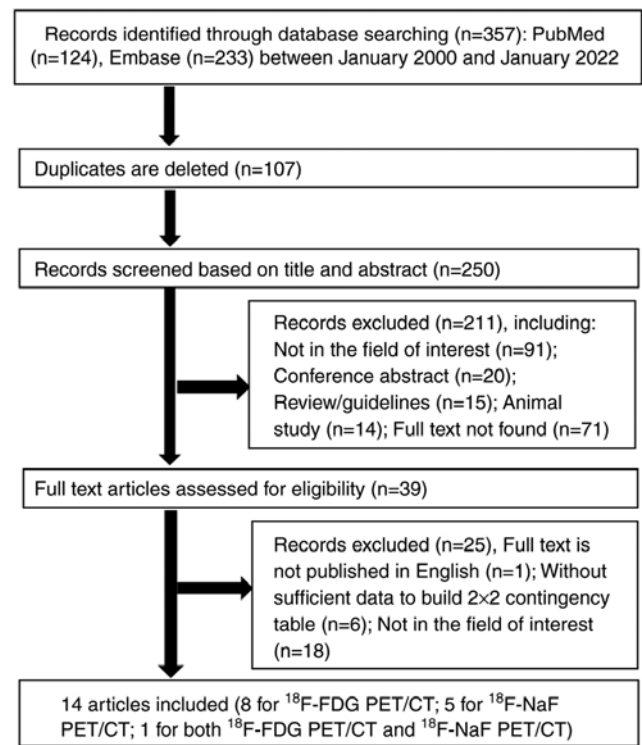 Records identified through database searching (n=357): PubMed
(n=124), Embase (n=233) between January 2000 and January 2022
Duplicates are deleted (n=107)
Records screened based on title and abstract (n=250)
Records excluded (n=211), including:
Not in the field of interest (n=91);
Conference abstract (n=20);
Review/guidelines (n=15); Animal
study (n=14); Full text not found (n=71)
Full text articles assessed for eligibility (n=39)
Records excluded (n=25), Full text is
not published in English (n=1); Without
sufficient data to build 2×2 contingency
table (n=6); Not in the field of interest
(n=18)
14 articles included (8 for ¹⁸F-FDG PET/CT; 5 for ¹⁸F-NaF
PET/CT; 1 for both ¹⁸F-FDG PET/CT and ¹⁸F-NaF PET/CT)